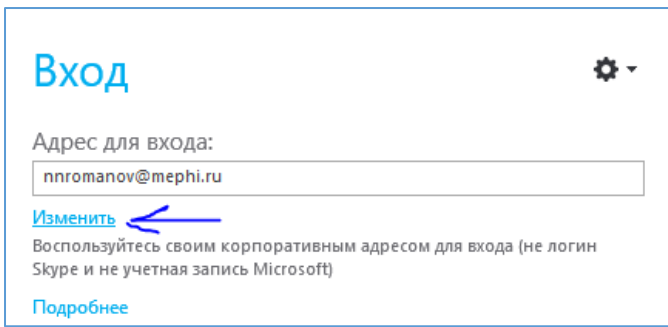 Вход
Адрес для входа:
nnromanov@mephi.ru
Изменить
Воспользуйтесь своим корпоративным адресом для входа (не логин
Skype и не учетная запись Microsoft)
Подробнее